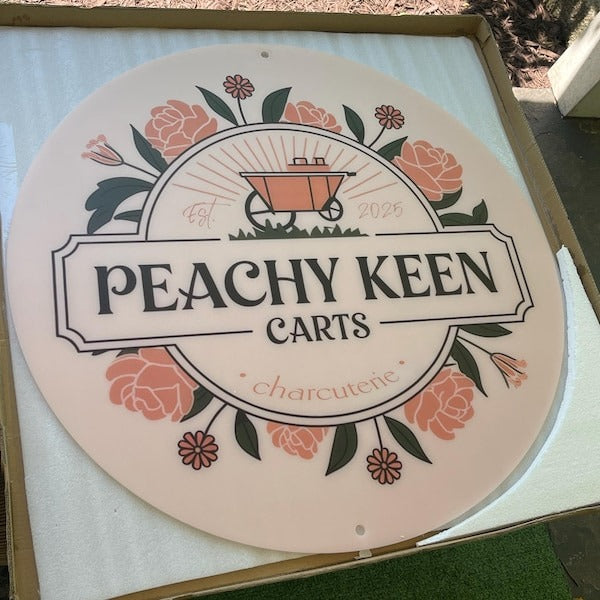 Est. 2025
PEACHY KEEN
CARTS
• charcuterie •